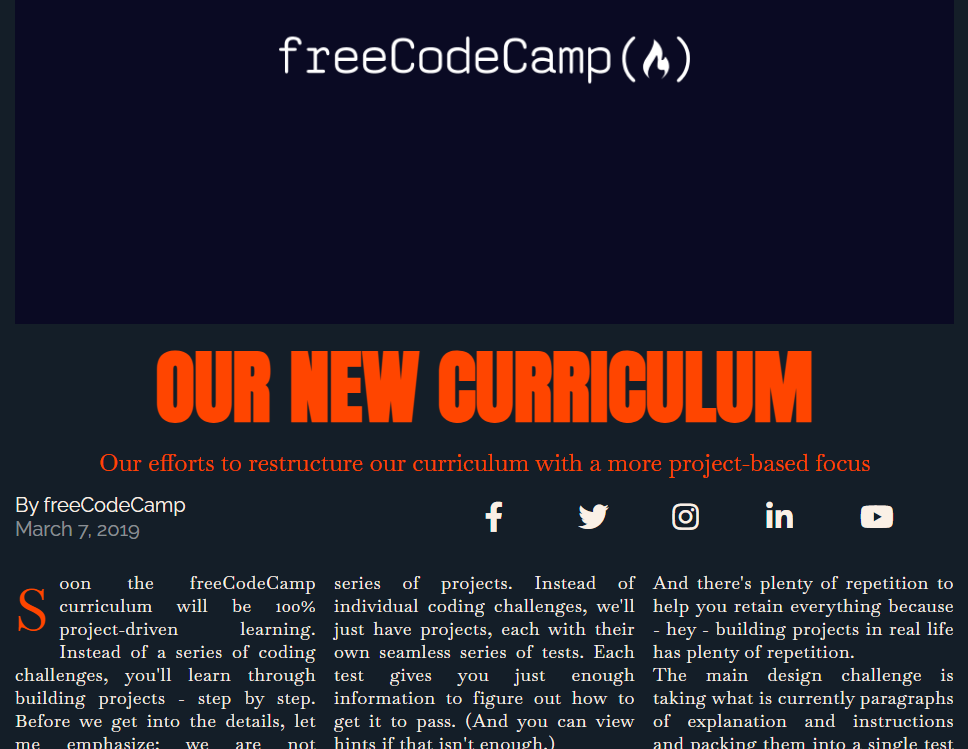 freeCodeCamp(🔥)
OUR NEW CURRICULUM
Our efforts to restructure our curriculum with a more project-based focus
By freeCodeCamp
March 7, 2019
Soon the freeCodeCamp
curriculum will be 100%
project-driven learning.
Instead of a series of coding
challenges, you'll learn through
building projects - step by step.
Before we get into the details, let
me emphasize: we are not
series of projects. Instead of
individual coding challenges, we'll
just have projects, each with their
own seamless series of tests. Each
test gives you just enough
information to figure out how to
get it to pass. (And you can view
hints if that isn't enough.)
And there's plenty of repetition to
help you retain everything because
- hey - building projects in real life
has plenty of repetition.
The main design challenge is
taking what is currently paragraphs
of explanation and instructions
and packing them into a single test